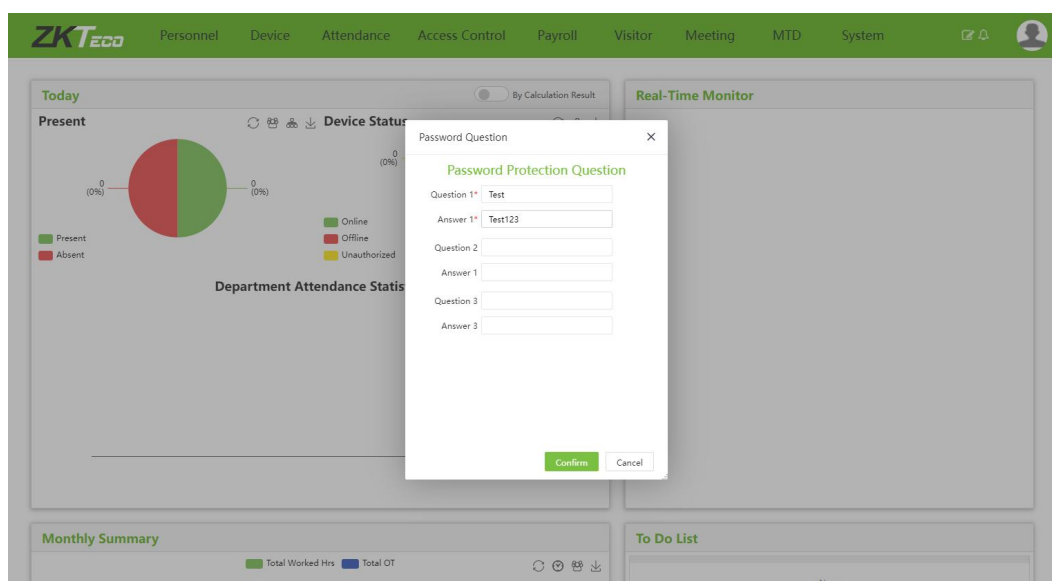 ZKTeco
Personnel Device Attendance Access Control Payroll Visitor Meeting MTD System
Today
By Calculation Result
Real-Time Monitor
Present
Device Status
0
(0%)
0
(0%)
Present
Absent
0
(0%)
Online
Offline
Unauthorized
Department Attendance Statis
Password Question
Password Protection Question
Question 1* Test
Answer 1* Test123
Question 2
Answer 1
Question 3
Answer 3
Confirm Cancel
Monthly Summary
Total Worked Hrs Total OT
To Do List